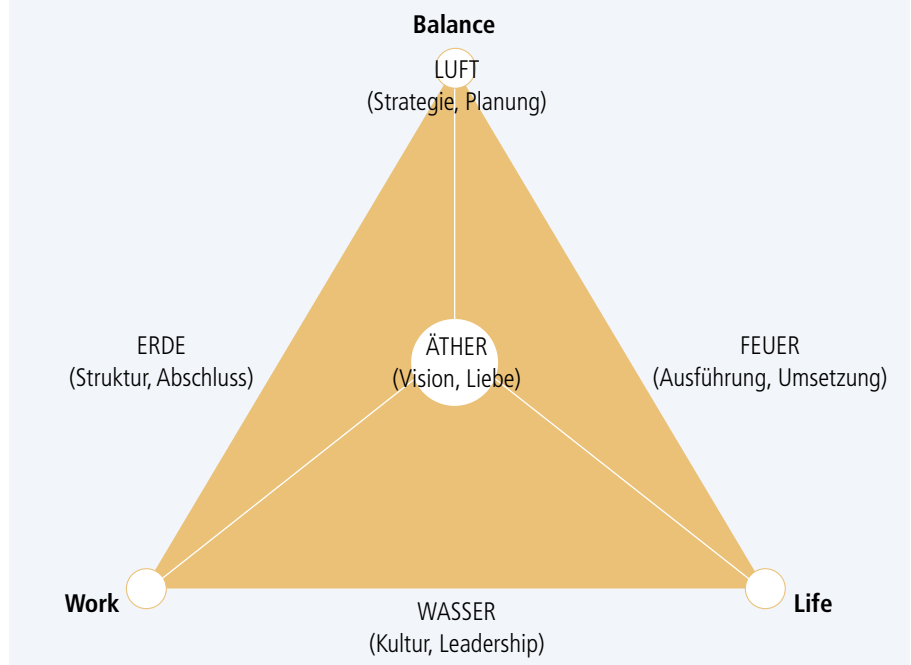 Balance
LUFT
(Strategie, Planung)
ERDE
(Struktur, Abschluss)
ÄTHER
(Vision, Liebe)
FEUER
(Ausführung, Umsetzung)
Work
WASSER
(Kultur, Leadership)
Life